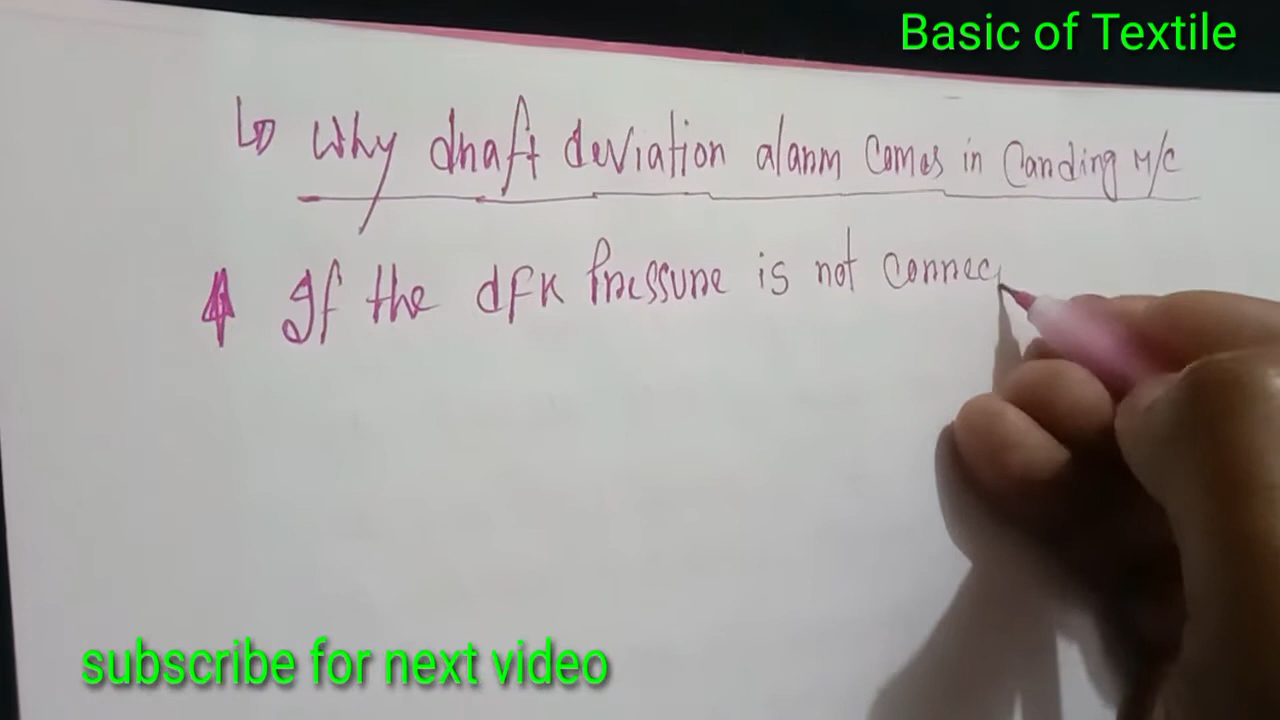 Basic of Textile
Why draft deviation alarm comes in Carding M/C
If the dFK Pressure is not connec
subscribe for next video